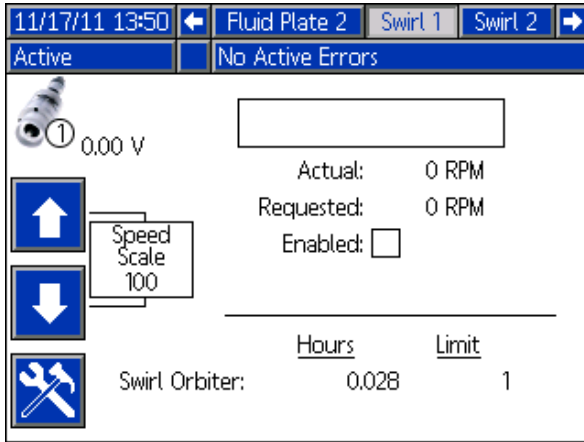 11/17/11 13:50 Fluid Plate 2 Swirl 1 Swirl 2
Active No Active Errors
1 0.00 V
Actual: 0 RPM
Requested: 0 RPM
Enabled:
Speed
Scale
100
Hours Limit
Swirl Orbiter: 0.028 1